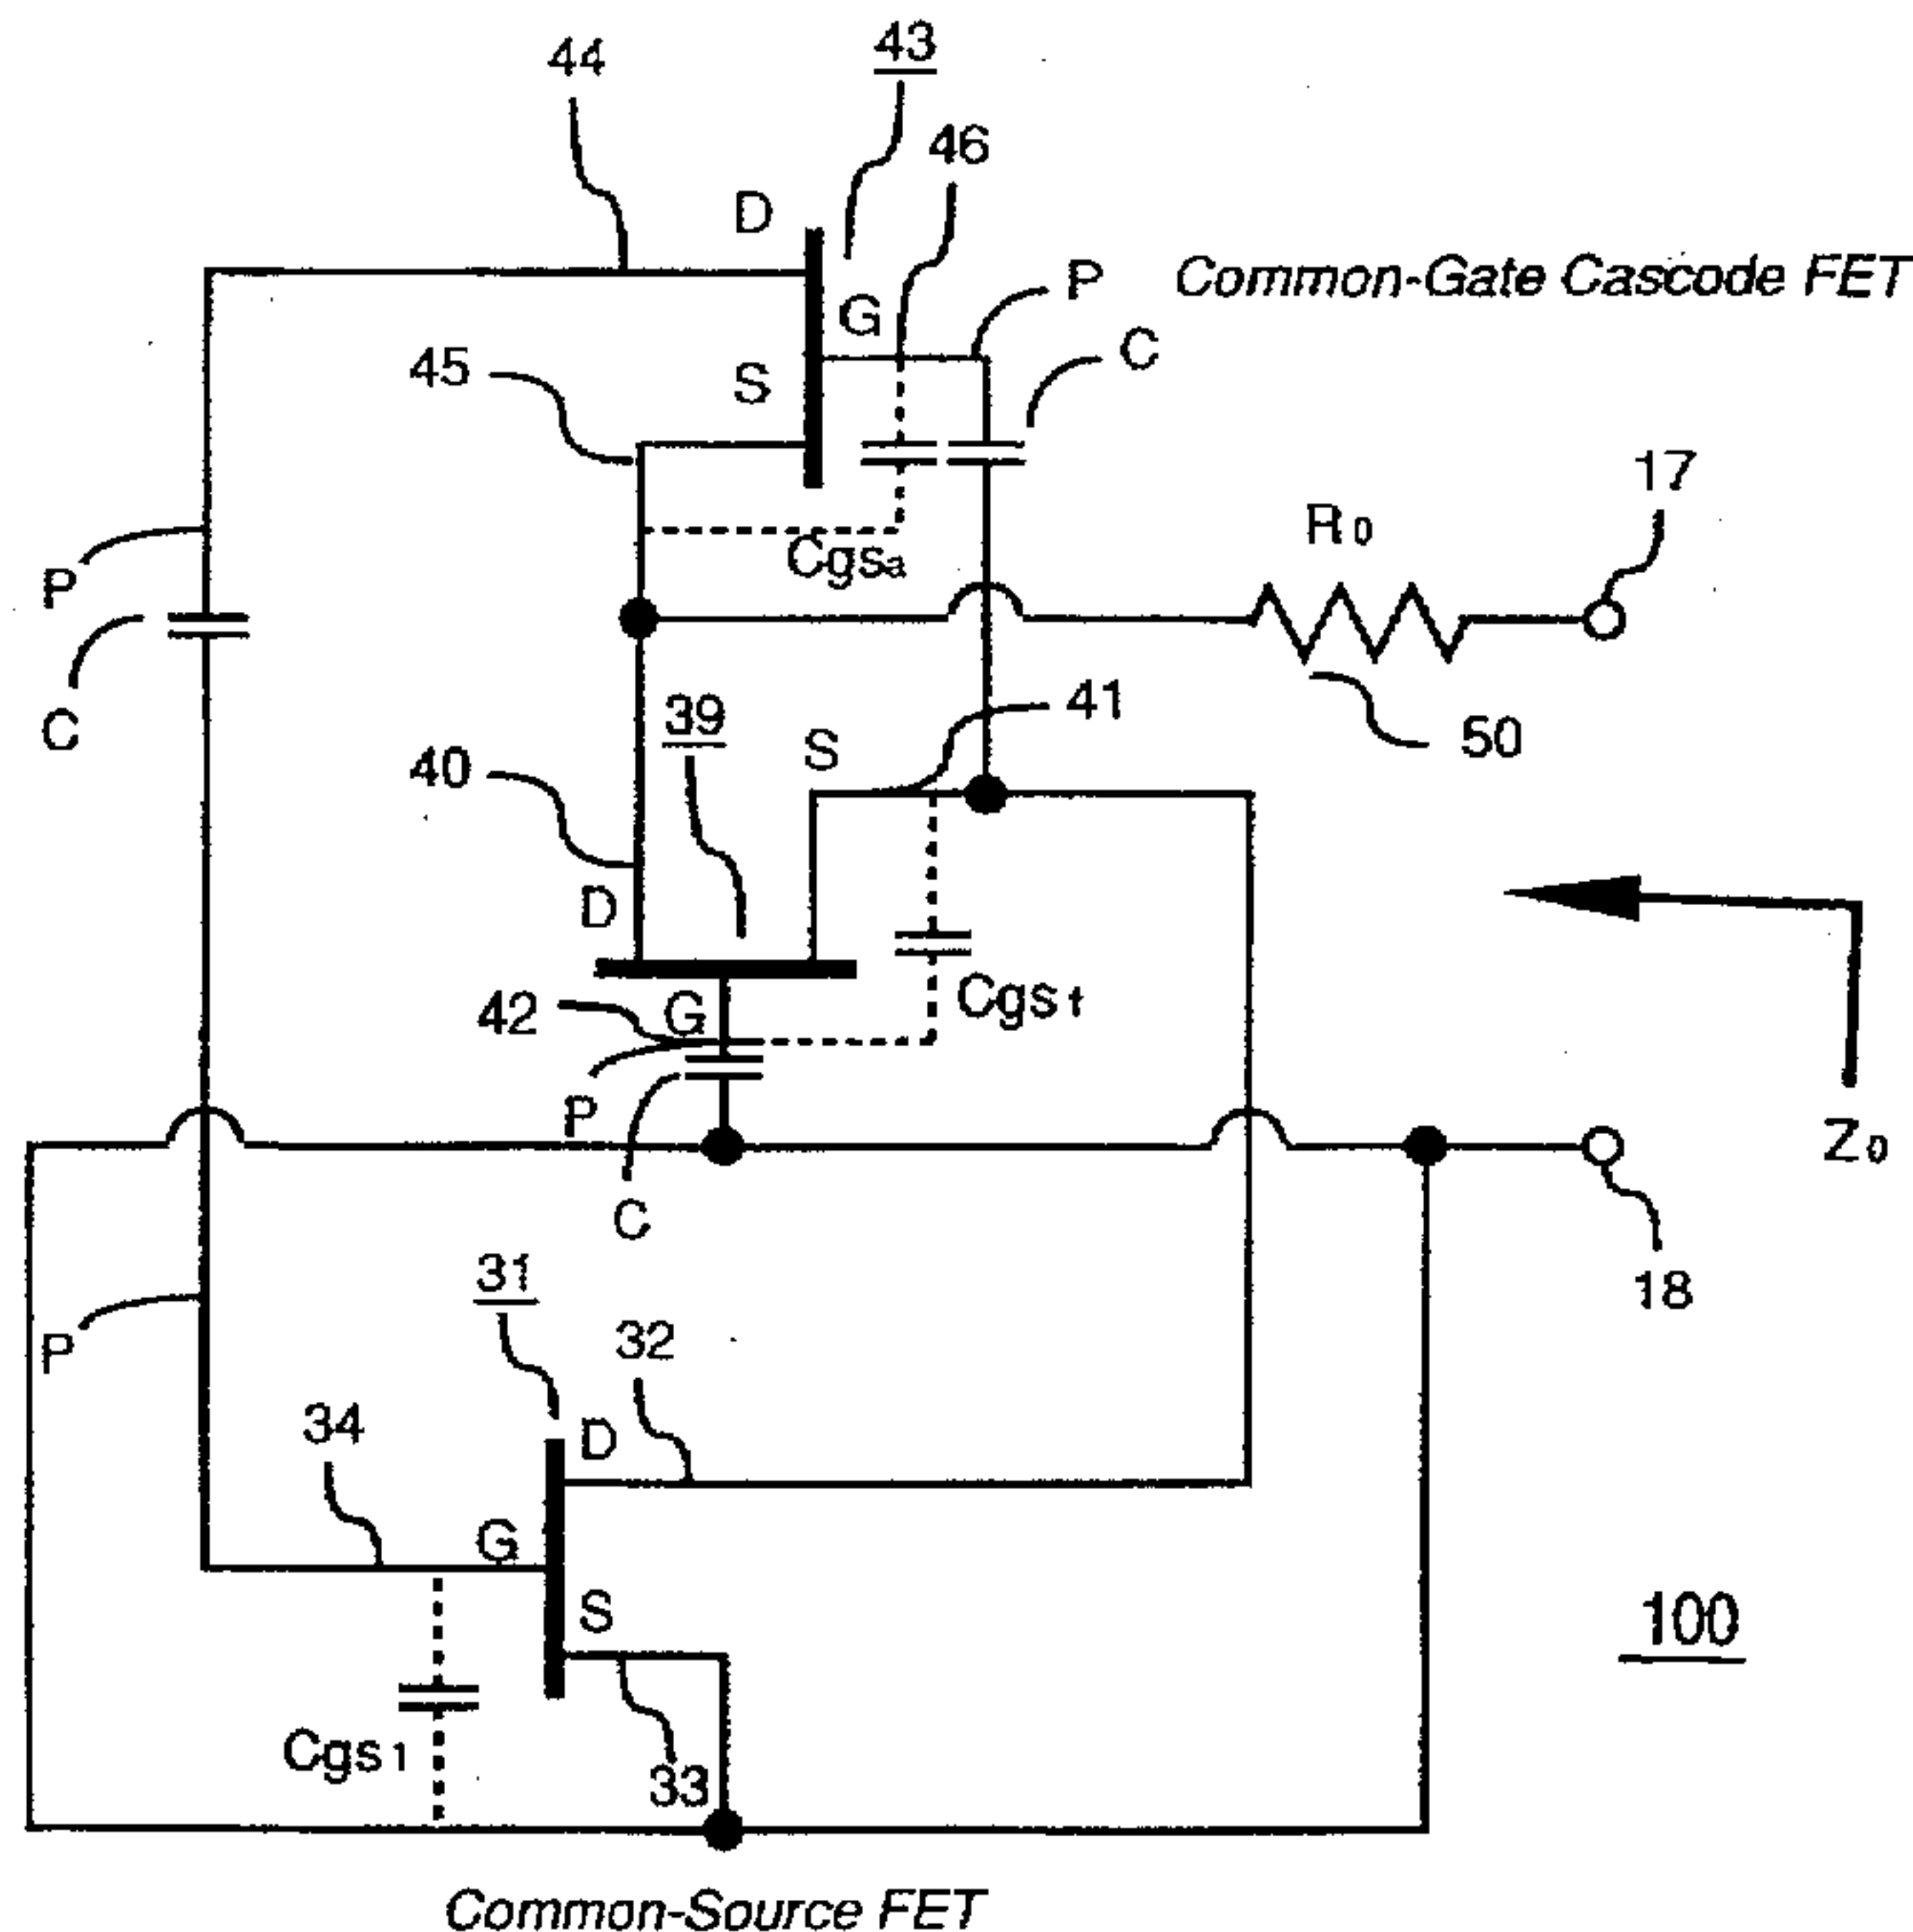 44
43
46
D
G
P
Common-Gate Cascode FET
C
45
S
17
R0
Cgsa
P
C
50
39
41
S
40
D
42
G
Cgs1
P
C
Z0
18
31
32
P
34
D
G
S
100
Cgs1
33
Common-Source FET